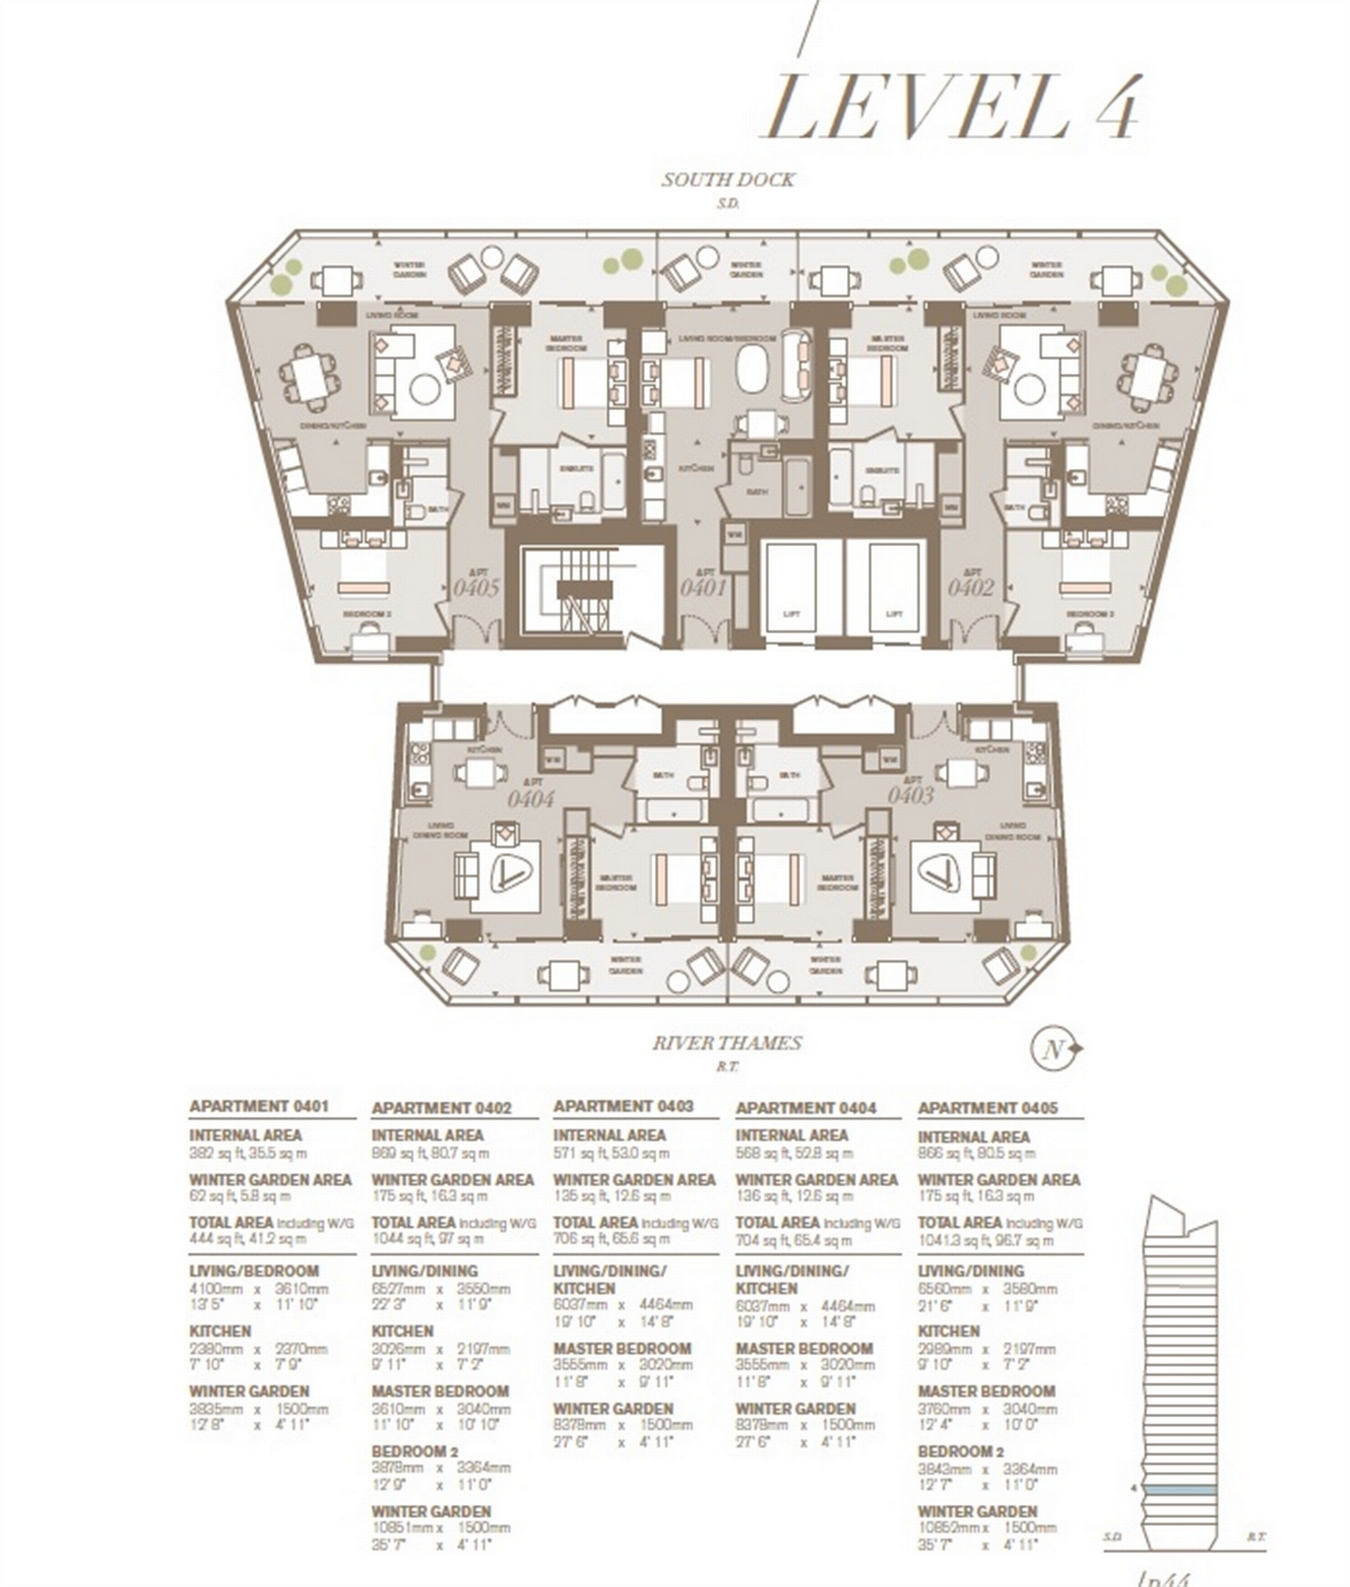 LEVEL 4
SOUTH DOCK
S.D.
WINTER GARDEN
WINTER GARDEN
WINTER GARDEN
LIVING ROOM
MASTER BEDROOM
LIVING ROOM/BEDROOM
MASTER BEDROOM
LIVING ROOM
DINING/KITCHEN
DINING/KITCHEN
ENSUITE
KITCHEN
ENSUITE
BATH
WM
BATH
WM
BATH
WM
APT 0405
APT 0401
APT 0402
BEDROOM 2
LIFT
LIFT
BEDROOM 2
KITCHEN
WM
BATH
BATH
WM
KITCHEN
APT 0404
APT 0403
LIVING DINING ROOM
LIVING DINING ROOM
MASTER BEDROOM
MASTER BEDROOM
WINTER GARDEN
WINTER GARDEN
RIVER THAMES
R.T.
N
APARTMENT 0401
INTERNAL AREA
382 sq ft, 35.5 sq m
WINTER GARDEN AREA
62 sq ft, 5.8 sq m
TOTAL AREA Including W/G
444 sq ft, 41.2 sq m
LIVING/BEDROOM
4100mm x 3610mm
13' 5" x 11' 10"
KITCHEN
2380mm x 2370mm
7' 10" x 7' 9"
WINTER GARDEN
3835mm x 1500mm
12' 8" x 4' 11"
APARTMENT 0402
INTERNAL AREA
869 sq ft, 80.7 sq m
WINTER GARDEN AREA
175 sq ft, 16.3 sq m
TOTAL AREA Including W/G
1044 sq ft, 97 sq m
LIVING/DINING
6527mm x 3550mm
22' 3" x 11' 9"
KITCHEN
3026mm x 2197mm
9' 11" x 7' 2"
MASTER BEDROOM
3610mm x 3040mm
11' 10" x 10' 10"
BEDROOM 2
3878mm x 3364mm
12' 9" x 11' 0"
WINTER GARDEN
10851mm x 1500mm
35' 7" x 4' 11"
APARTMENT 0403
INTERNAL AREA
571 sq ft, 53.0 sq m
WINTER GARDEN AREA
135 sq ft, 12.6 sq m
TOTAL AREA Including W/G
706 sq ft, 65.6 sq m
LIVING/DINING/
KITCHEN
6037mm x 4464mm
19' 10" x 14' 8"
MASTER BEDROOM
3555mm x 3020mm
11' 8" x 9' 11"
WINTER GARDEN
8378mm x 1500mm
27' 6" x 4' 11"
APARTMENT 0404
INTERNAL AREA
568 sq ft, 52.8 sq m
WINTER GARDEN AREA
136 sq ft, 12.6 sq m
TOTAL AREA Including W/G
704 sq ft, 65.4 sq m
LIVING/DINING/
KITCHEN
6037mm x 4464mm
19' 10" x 14' 8"
MASTER BEDROOM
3555mm x 3020mm
11' 8" x 9' 11"
WINTER GARDEN
8378mm x 1500mm
27' 6" x 4' 11"
APARTMENT 0405
INTERNAL AREA
866 sq ft, 80.5 sq m
WINTER GARDEN AREA
175 sq ft, 16.3 sq m
TOTAL AREA Including W/G
1041.3 sq ft, 96.7 sq m
LIVING/DINING
6560mm x 3580mm
21' 6" x 11' 9"
KITCHEN
2989mm x 2197mm
9' 10" x 7' 2"
MASTER BEDROOM
3760mm x 3040mm
12' 4" x 10' 0"
BEDROOM 2
3843mm x 3364mm
12' 7" x 11' 0"
WINTER GARDEN
10852mm x 1500mm
35' 7" x 4' 11"
4
S.D.
R.T.